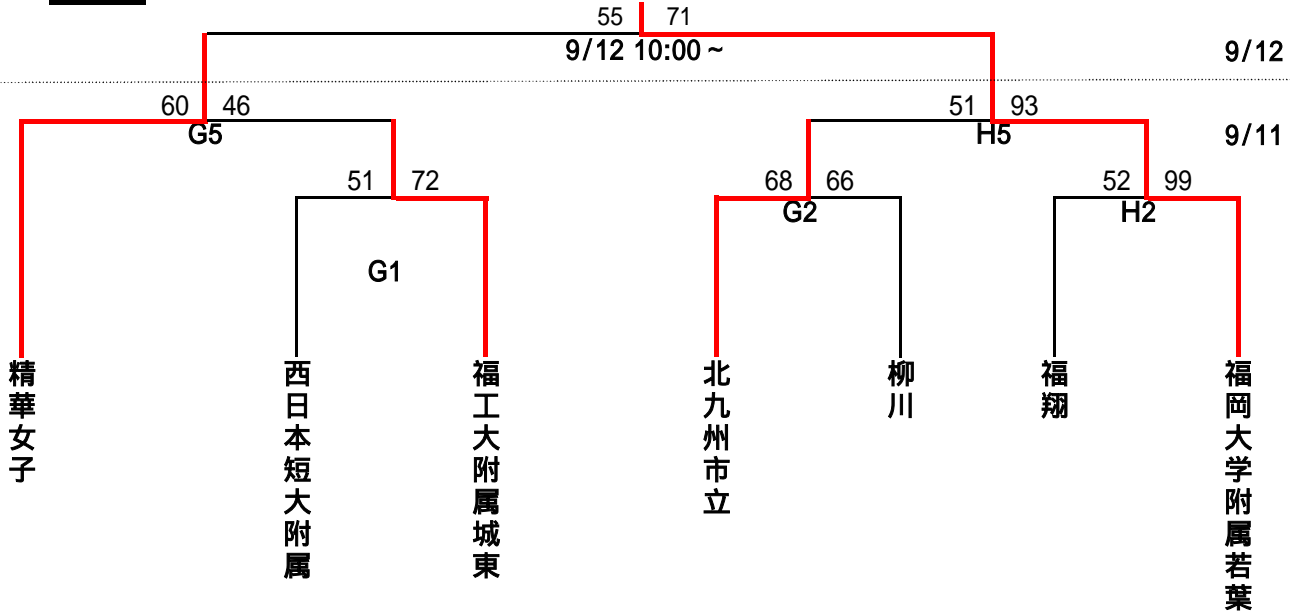 55 71
9/12 10:00～
9/12
60 46
G5
51 93
H5
9/11
51 72
G1
68 66
G2
52 99
H2
精華女子
西日本短大附属
福工大附属城東
北九州市立
柳川
福翔
福岡大学附属若葉